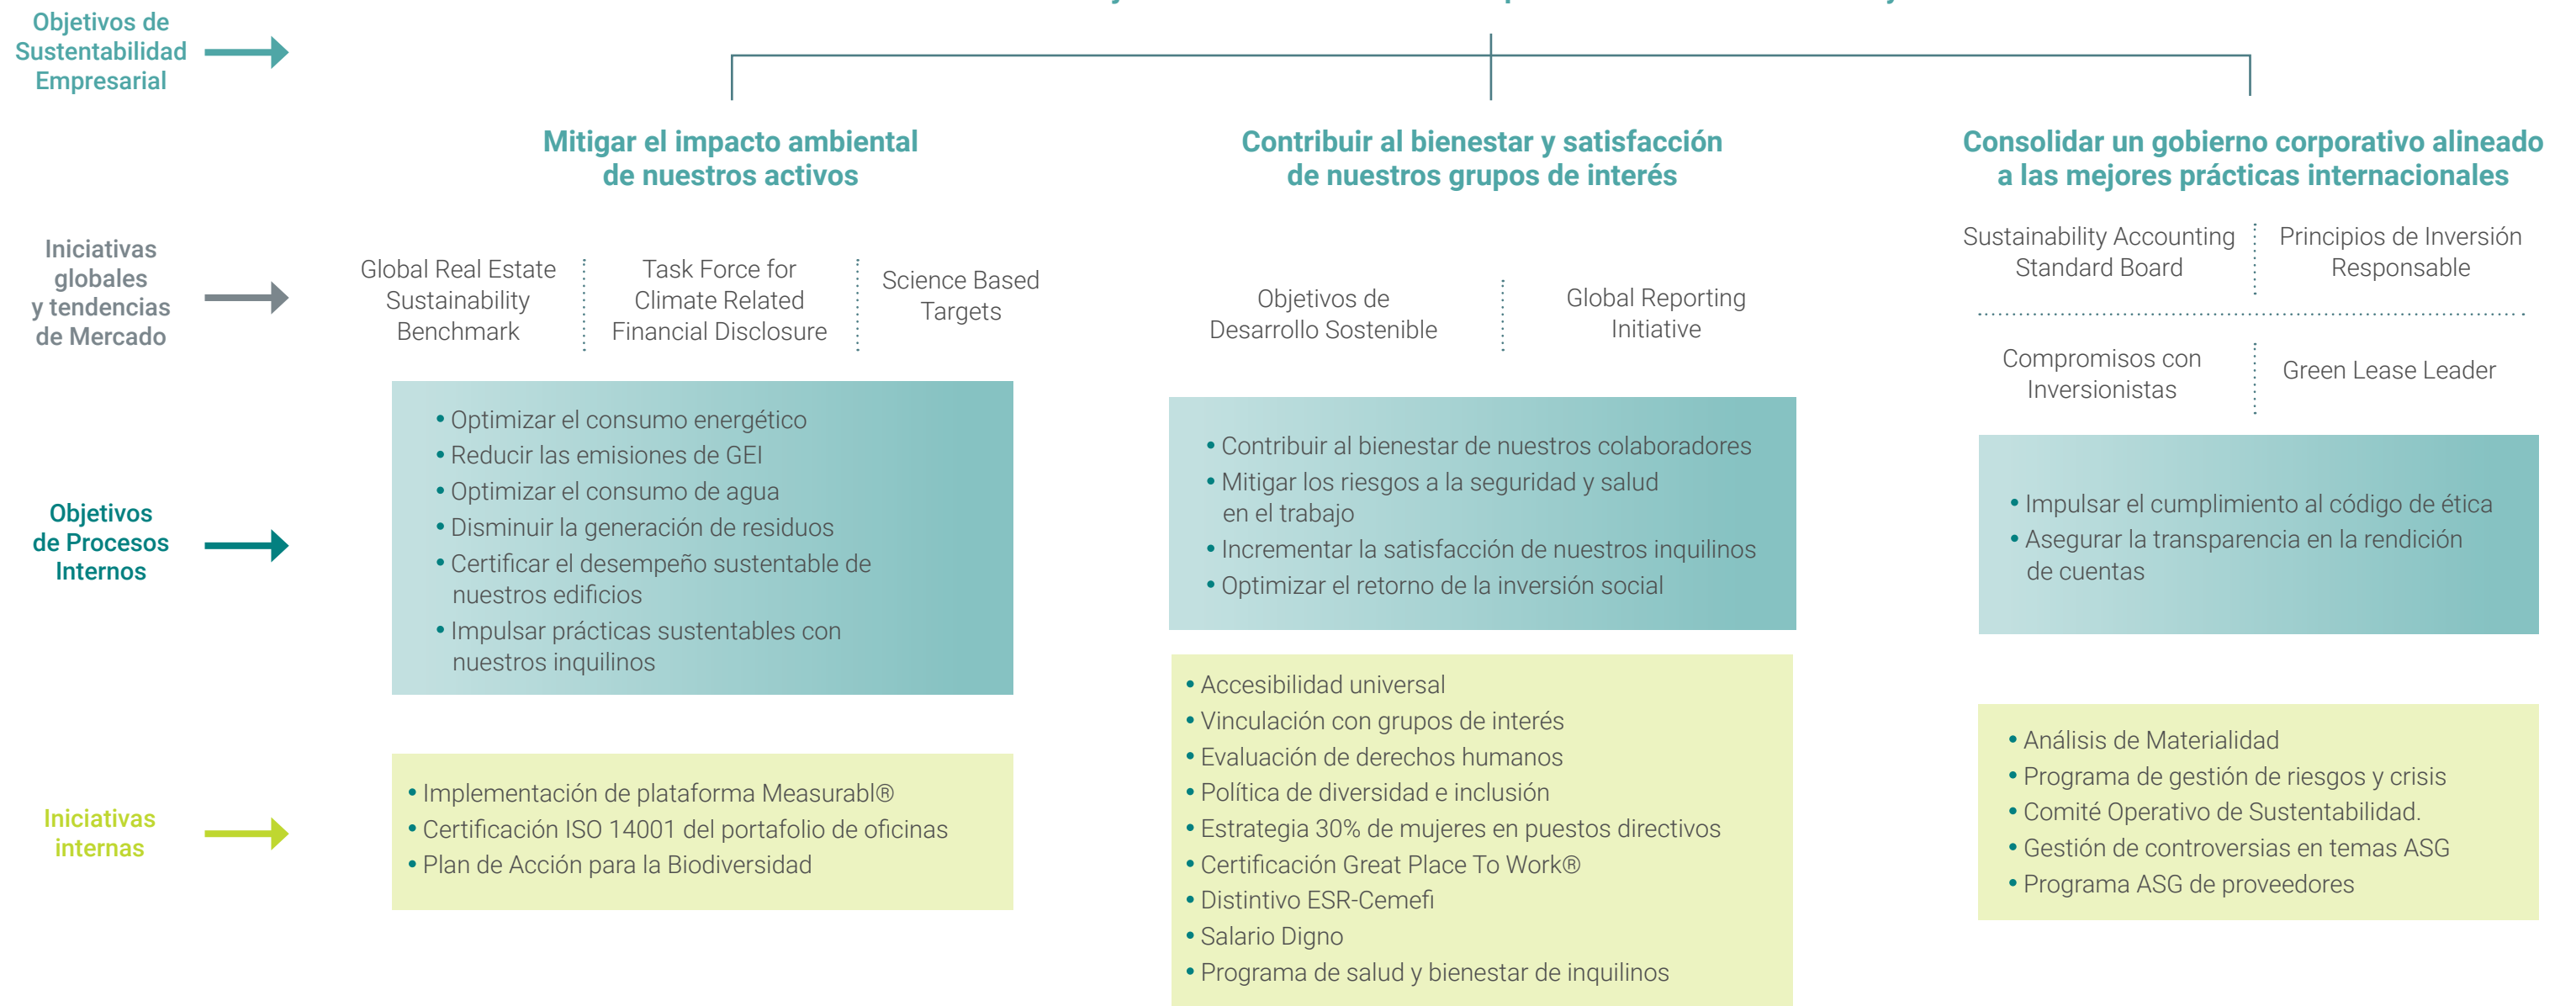 Objetivos de
Sustentabilidad
Empresarial
Mitigar el impacto ambiental
de nuestros activos
Contribuir al bienestar y satisfacción
de nuestros grupos de interés
Consolidar un gobierno corporativo alineado
a las mejores prácticas internacionales
Iniciativas
globales
y tendencias
de Mercado
Global Real Estate
Sustainability
Benchmark
Task Force for
Climate Related
Financial Disclosure
Science Based
Targets
Objetivos de
Desarrollo Sostenible
Global Reporting
Initiative
Sustainability Accounting
Standard Board
Principios de Inversión
Responsable
Compromisos con
Inversionistas
Green Lease Leader
Objetivos
de Procesos
Internos
• Optimizar el consumo energético
• Reducir las emisiones de GEI
• Optimizar el consumo de agua
• Disminuir la generación de residuos
• Certificar el desempeño sustentable de
nuestros edificios
• Impulsar prácticas sustentables con
nuestros inquilinos
• Contribuir al bienestar de nuestros colaboradores
• Mitigar los riesgos a la seguridad y salud
en el trabajo
• Incrementar la satisfacción de nuestros inquilinos
• Optimizar el retorno de la inversión social
• Impulsar el cumplimiento al código de ética
• Asegurar la transparencia en la rendición
de cuentas
Iniciativas
internas
• Implementación de plataforma Measurabl®
• Certificación ISO 14001 del portafolio de oficinas
• Plan de Acción para la Biodiversidad
• Accesibilidad universal
• Vinculación con grupos de interés
• Evaluación de derechos humanos
• Política de diversidad e inclusión
• Estrategia 30% de mujeres en puestos directivos
• Certificación Great Place To Work®
• Distintivo ESR-Cemefi
• Salario Digno
• Programa de salud y bienestar de inquilinos
• Análisis de Materialidad
• Programa de gestión de riesgos y crisis
• Comité Operativo de Sustentabilidad.
• Gestión de controversias en temas ASG
• Programa ASG de proveedores